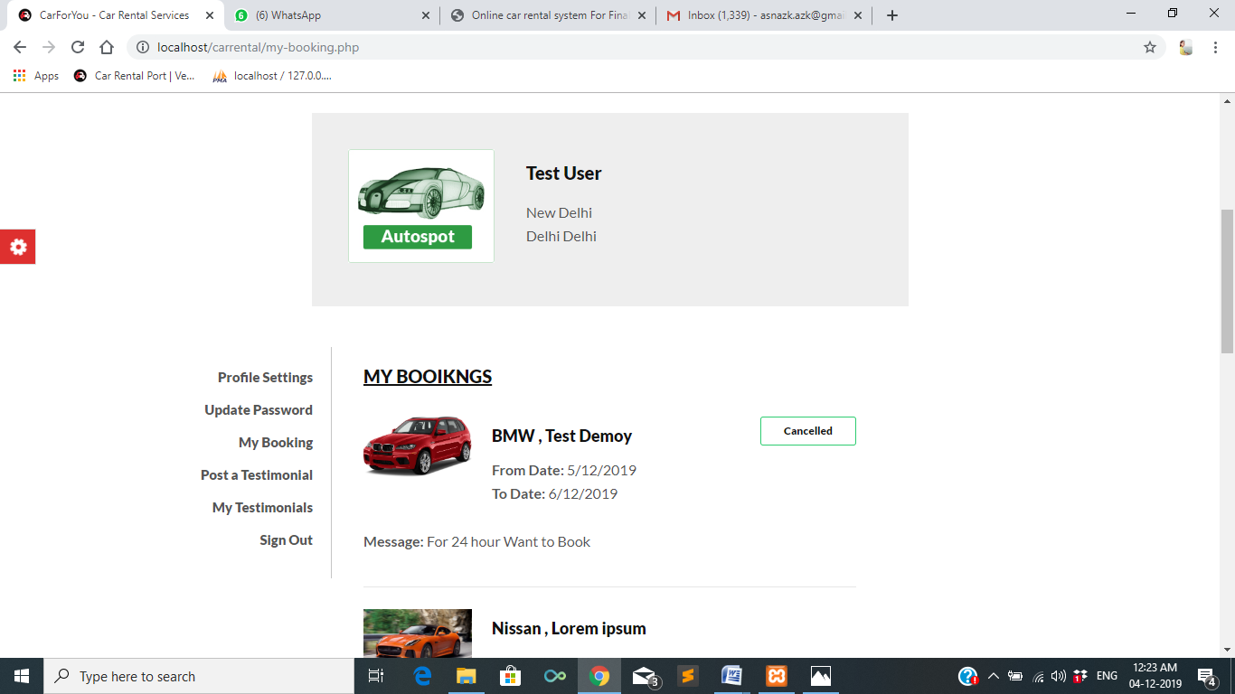 CarForYou - Car Rental Services
(6) WhatsApp
Online car rental system For Fina
Inbox (1,339) - asnazk.azk@gma
localhost/carrental/my-booking.php
Apps
Car Rental Port | Ve...
localhost / 127.0.0....
Autospot
Test User
New Delhi
Delhi Delhi
Profile Settings
Update Password
My Booking
Post a Testimonial
My Testimonials
Sign Out
MY BOOIKNGS
BMW , Test Demoy
Cancelled
From Date: 5/12/2019
To Date: 6/12/2019
Message: For 24 hour Want to Book
Nissan , Lorem ipsum
Type here to search
3
ENG
12:23 AM
04-12-2019
4